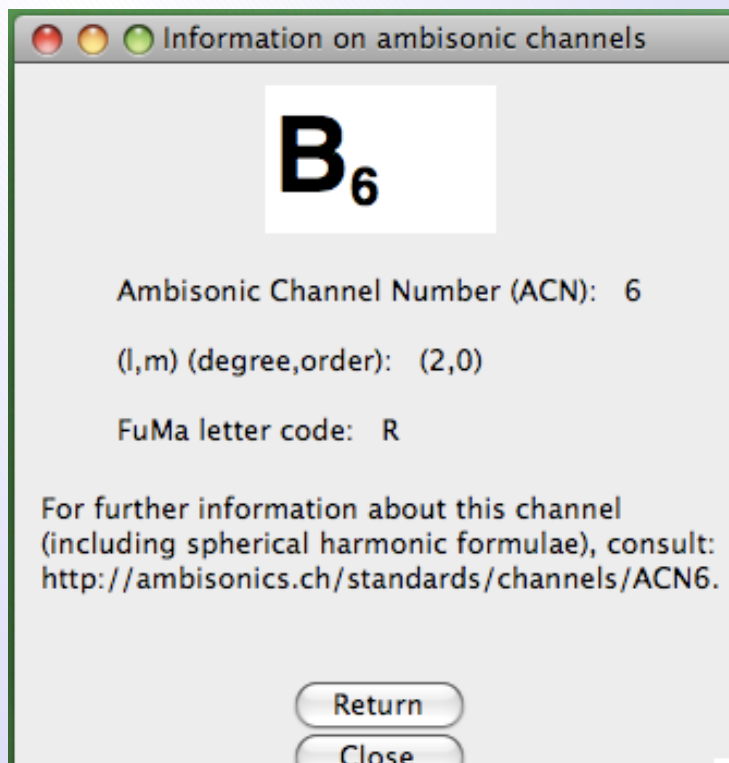 Information on ambisonic channels
B6
Ambisonic Channel Number (ACN): 6
(l,m) (degree,order): (2,0)
FuMa letter code: R
For further information about this channel
(including spherical harmonic formulae), consult:
http://ambisonics.ch/standards/channels/ACN6.
Return
Close